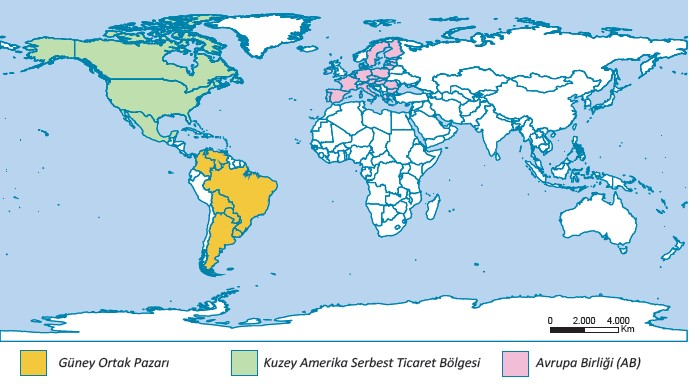 0 2.000 4.000
Km
Güney Ortak Pazarı
Kuzey Amerika Serbest Ticaret Bölgesi
Avrupa Birliği (AB)